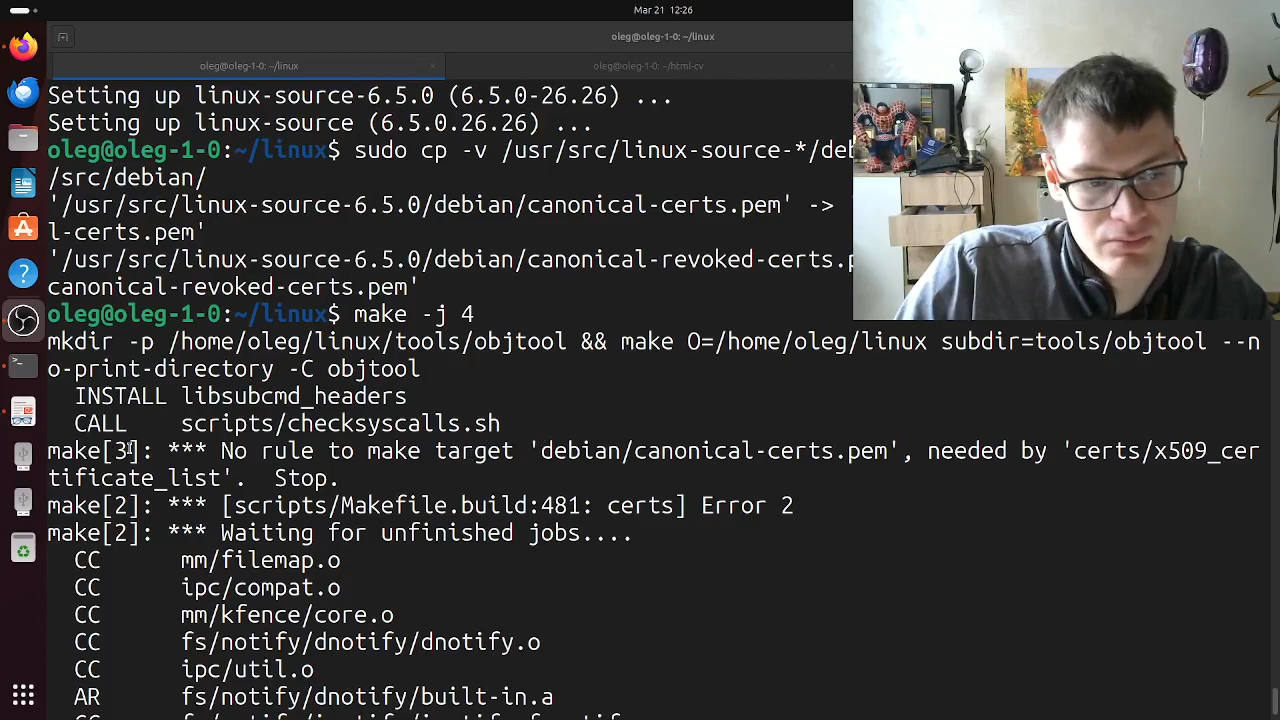 Mar 21 12:26
oleg@oleg-1-0: ~/linux
oleg@oleg-1-0: ~/linux
oleg@oleg-1-0: ~/html-cv
Setting up linux-source-6.5.0 (6.5.0-26.26) ...
Setting up linux-source (6.5.0.26.26) ...
oleg@oleg-1-0:~/linux$ sudo cp -v /usr/src/linux-source-*/deb
/src/debian/
'/usr/src/linux-source-6.5.0/debian/canonical-certs.pem' -> '
l-certs.pem'
'/usr/src/linux-source-6.5.0/debian/canonical-revoked-certs.p
canonical-revoked-certs.pem'
oleg@oleg-1-0:~/linux$ make -j 4
mkdir -p /home/oleg/linux/tools/objtool && make O=/home/oleg/linux subdir=tools/objtool --n
o-print-directory -C objtool
INSTALL libsubcmd_headers
CALL scripts/checksyscalls.sh
make[3]: *** No rule to make target 'debian/canonical-certs.pem', needed by 'certs/x509_cer
tificate_list'. Stop.
make[2]: *** [scripts/Makefile.build:481: certs] Error 2
make[2]: *** Waiting for unfinished jobs....
CC mm/filemap.o
CC ipc/compat.o
CC mm/kfence/core.o
CC fs/notify/dnotify/dnotify.o
CC ipc/util.o
AR fs/notify/dnotify/built-in.a